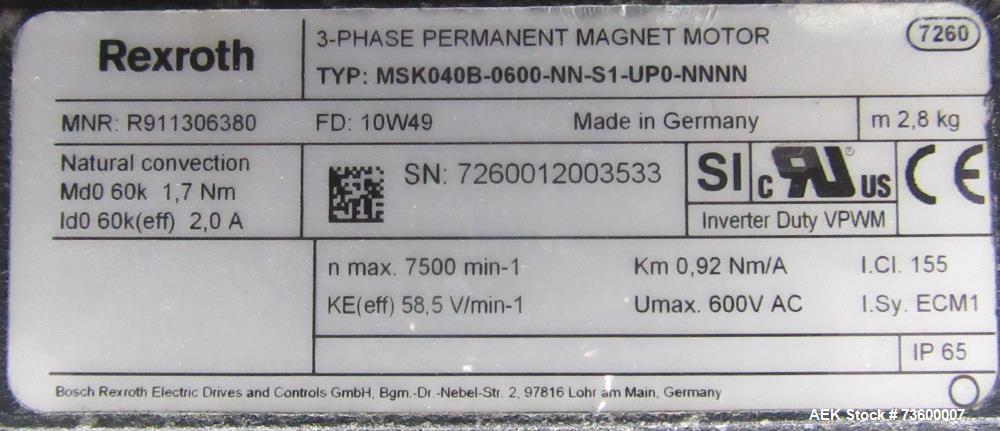 Rexroth
3-PHASE PERMANENT MAGNET MOTOR
7260
TYP: MSK040B-0600-NN-S1-UP0-NNNN
MNR: R911306380
FD: 10W49
Made in Germany
m 2,8 kg
Natural convection
Md0 60k 1,7 Nm
Id0 60k(eff) 2,0 A
SN: 7260012003533
SI
c RU US
®
Inverter Duty VPWM
CE
n max. 7500 min-1
Km 0,92 Nm/A
I.Cl. 155
KE(eff) 58,5 V/min-1
Umax. 600V AC
I.Sy. ECM1
IP 65
Bosch Rexroth Electric Drives and Controls GmbH, Bgm.-Dr.-Nebel-Str. 2, 97816 Lohr am Main, Germany
AEK Stock # 73600007